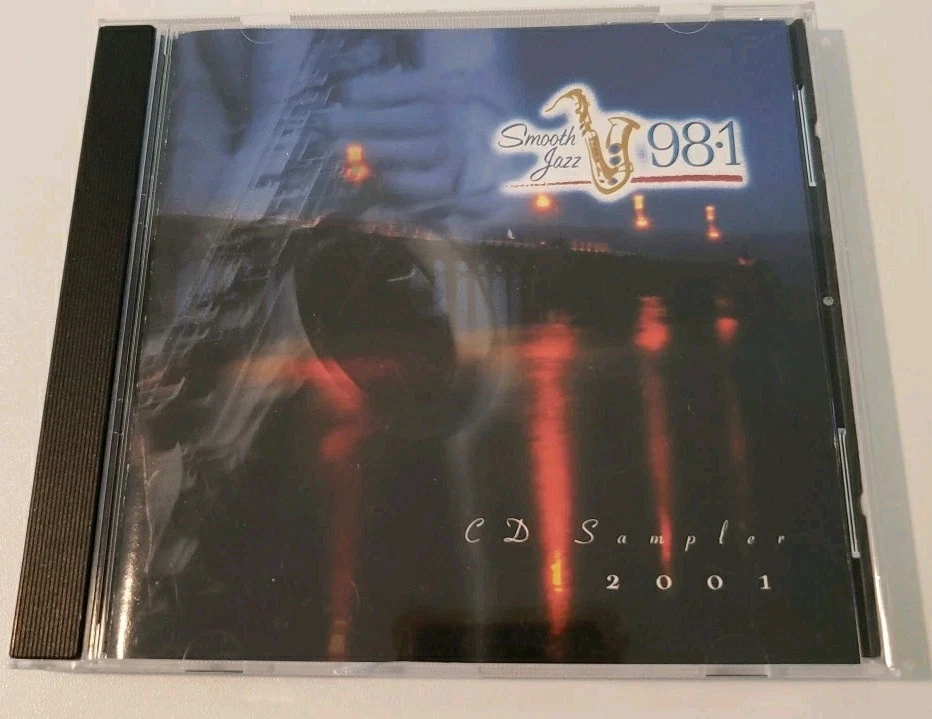 Smooth
Jazz 98.1
CD Sampler
2001